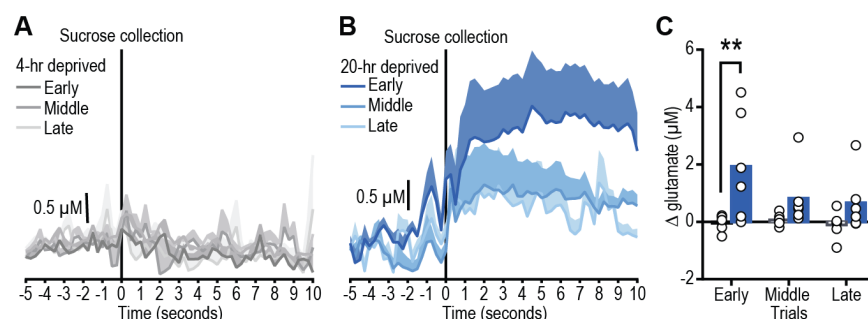 A
Sucrose collection
4-hr deprived
Early
Middle
Late
0.5 µM
-5 -4 -3 -2 -1 0 1 2 3 4 5 6 7 8 9 10
Time (seconds)
B
Sucrose collection
20-hr deprived
Early
Middle
Late
0.5 µM
-5 -4 -3 -2 -1 0 1 2 3 4 5 6 7 8 9 10
Time (seconds)
C
**
Δ glutamate (µM)
6
4
2
0
-2
Early Middle Late
Trials